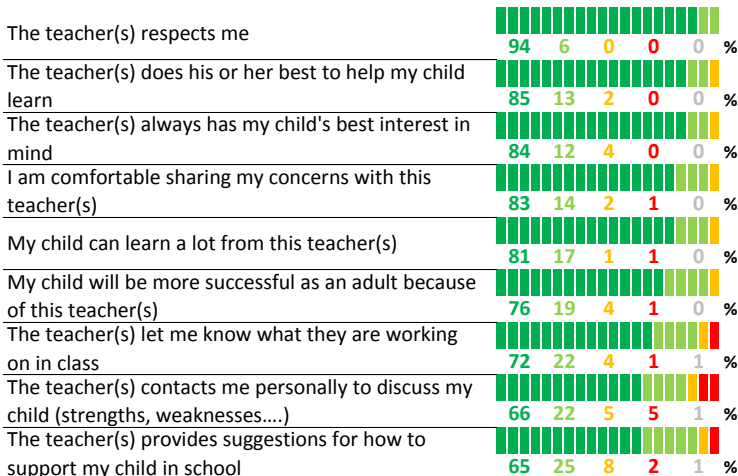 The teacher(s) respects me
94 6 0 0 0 %
The teacher(s) does his or her best to help my child
learn
85 13 2 0 0 %
The teacher(s) always has my child's best interest in
mind
84 12 4 0 0 %
I am comfortable sharing my concerns with this
teacher(s)
83 14 2 1 0 %
My child can learn a lot from this teacher(s)
81 17 1 1 0 %
My child will be more successful as an adult because
of this teacher(s)
76 19 4 1 0 %
The teacher(s) let me know what they are working
on in class
72 22 4 1 1 %
The teacher(s) contacts me personally to discuss my
child (strengths, weaknesses....)
66 22 5 5 1 %
The teacher(s) provides suggestions for how to
support my child in school
65 25 8 2 1 %